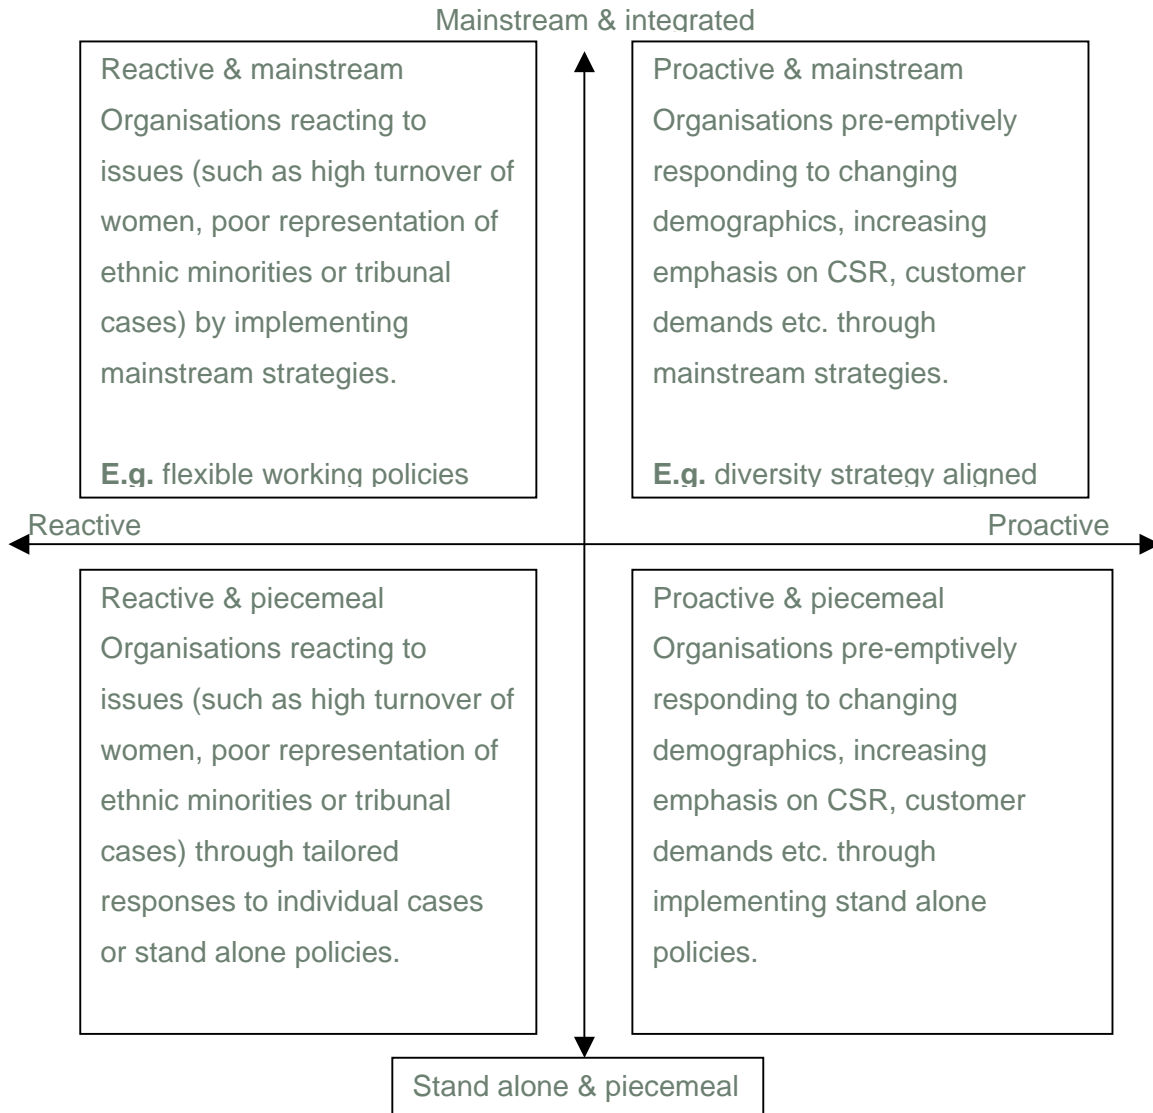 Mainstream & integrated
Reactive & mainstream
Organisations reacting to
issues (such as high turnover of
women, poor representation of
ethnic minorities or tribunal
cases) by implementing
mainstream strategies.
E.g. flexible working policies
Proactive & mainstream
Organisations pre-emptively
responding to changing
demographics, increasing
emphasis on CSR, customer
demands etc. through
mainstream strategies.
E.g. diversity strategy aligned
Reactive
Proactive
Reactive & piecemeal
Organisations reacting to
issues (such as high turnover of
women, poor representation of
ethnic minorities or tribunal
cases) through tailored
responses to individual cases
or stand alone policies.
Proactive & piecemeal
Organisations pre-emptively
responding to changing
demographics, increasing
emphasis on CSR, customer
demands etc. through
implementing stand alone
policies.
Stand alone & piecemeal